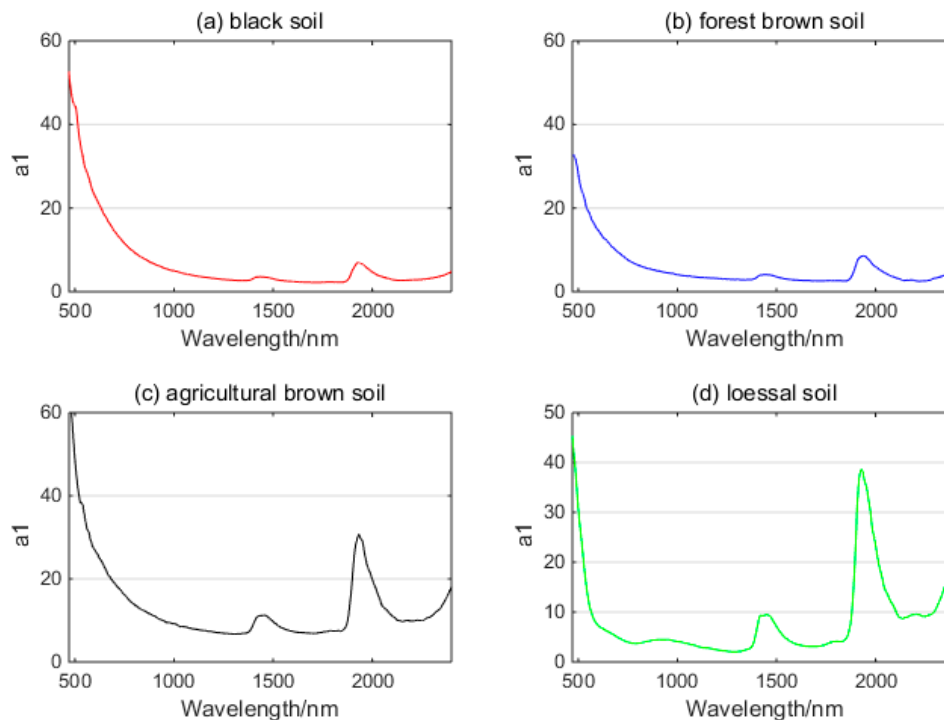 (a) black soil
60
40
20
0
a1
500 1000 1500 2000
Wavelength/nm
(b) forest brown soil
60
40
20
0
a1
500 1000 1500 2000
Wavelength/nm
(c) agricultural brown soil
60
40
20
0
a1
500 1000 1500 2000
Wavelength/nm
(d) loessal soil
50
40
30
20
10
0
a1
500 1000 1500 2000
Wavelength/nm